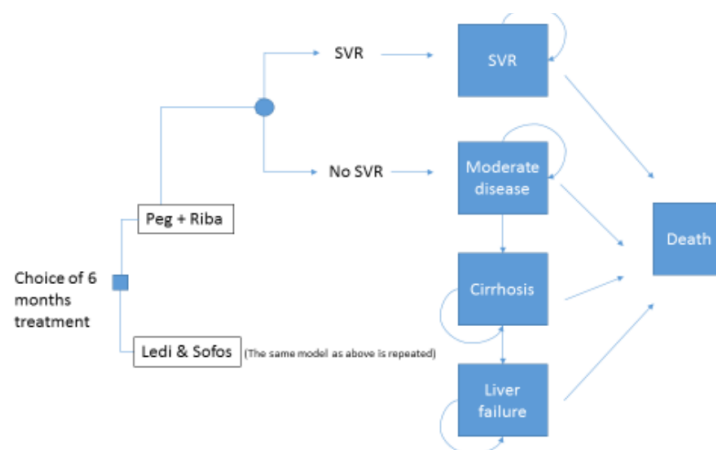 SVR
SVR
No SVR
Moderate
disease
Peg + Riba
Death
Choice of 6
months
treatment
Cirrhosis
Ledi & Sofos (The same model as above is repeated)
Liver
failure